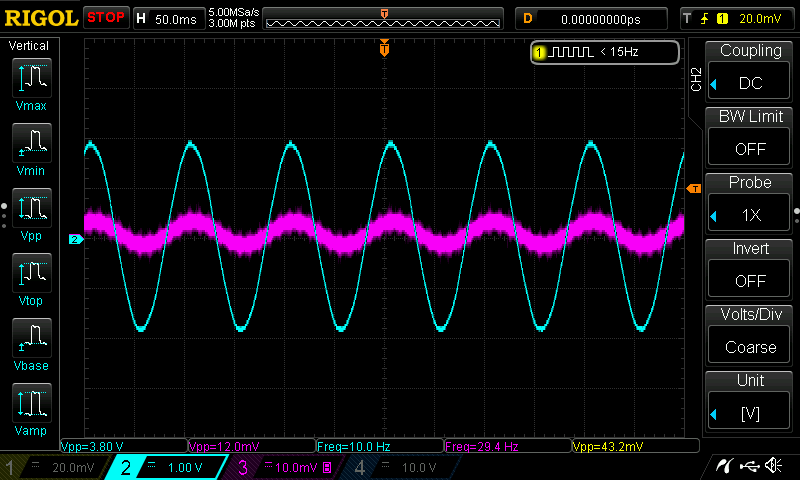 RIGOL STOP H 50.0ms 5.00MSa/s 3.00M pts T D 0.00000000ps T 1 20.0mV
Vertical
Vmax
Vmin
Vpp
Vtop
Vbase
Vamp
T
1 < 15Hz
2
T
CH2
Coupling
DC
BW Limit
OFF
Probe
1X
Invert
OFF
Volts/Div
Coarse
Unit
[V]
Vpp=3.80 V Vpp=12.0mV Freq=10.0 Hz Freq=29.4 Hz Vpp=43.2mV
1 20.0mV 2 1.00 V 3 10.0mV B 4 10.0 V